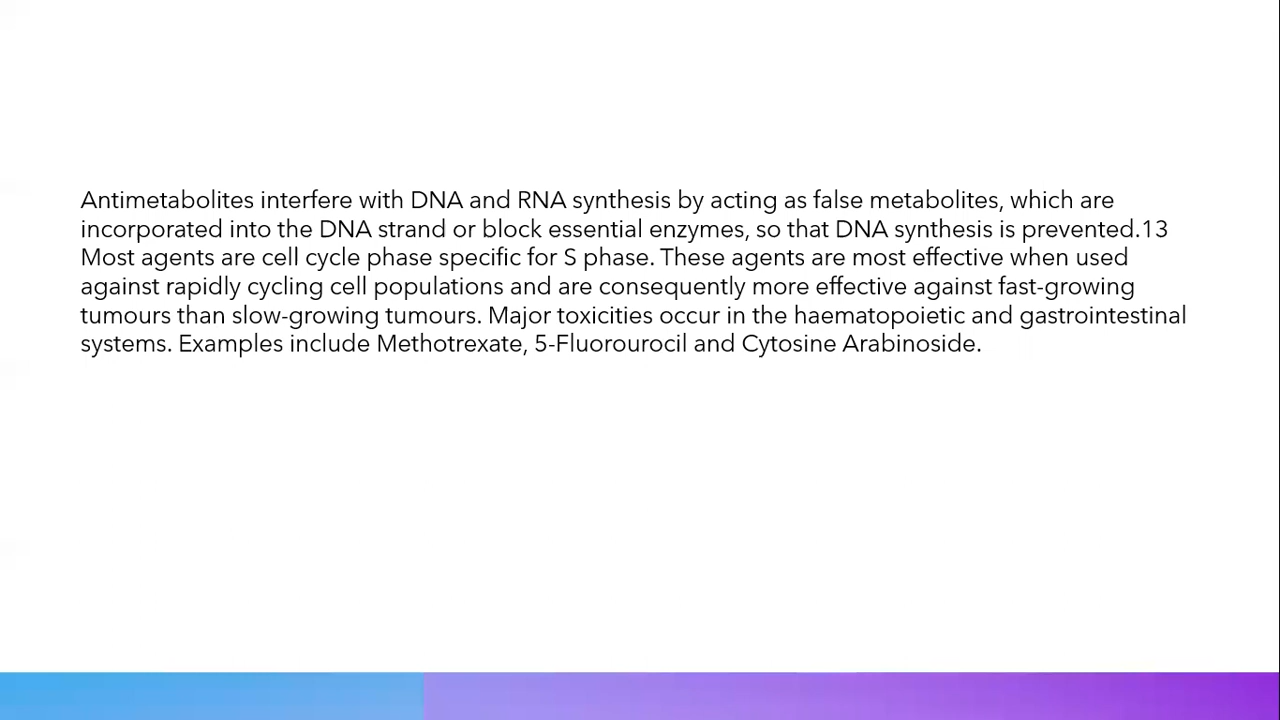 Antimetabolites interfere with DNA and RNA synthesis by acting as false metabolites, which are
incorporated into the DNA strand or block essential enzymes, so that DNA synthesis is prevented.13
Most agents are cell cycle phase specific for S phase. These agents are most effective when used
against rapidly cycling cell populations and are consequently more effective against fast-growing
tumours than slow-growing tumours. Major toxicities occur in the haematopoietic and gastrointestinal
systems. Examples include Methotrexate, 5-Fluorourocil and Cytosine Arabinoside.